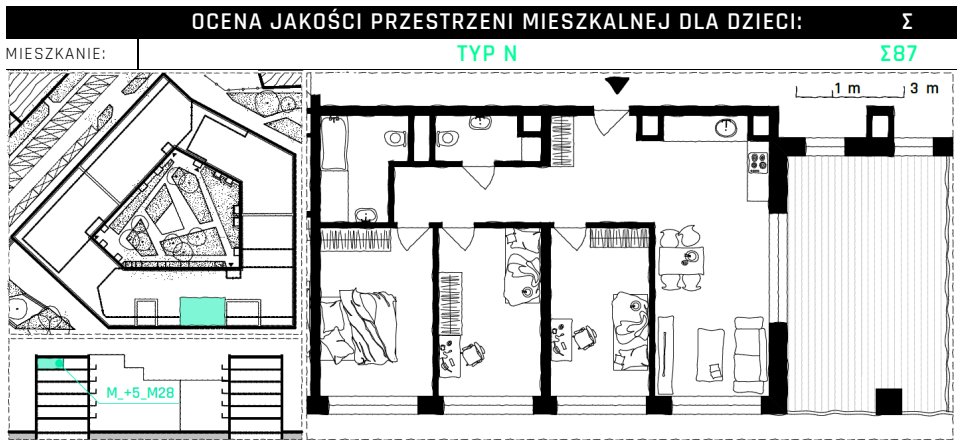 OCENA JAKOŚCI PRZESTRZENI MIESZKALNEJ DLA DZIECI: Σ
MIESZKANIE: TYP N Σ87
1 m 3 m
M_+5_M28